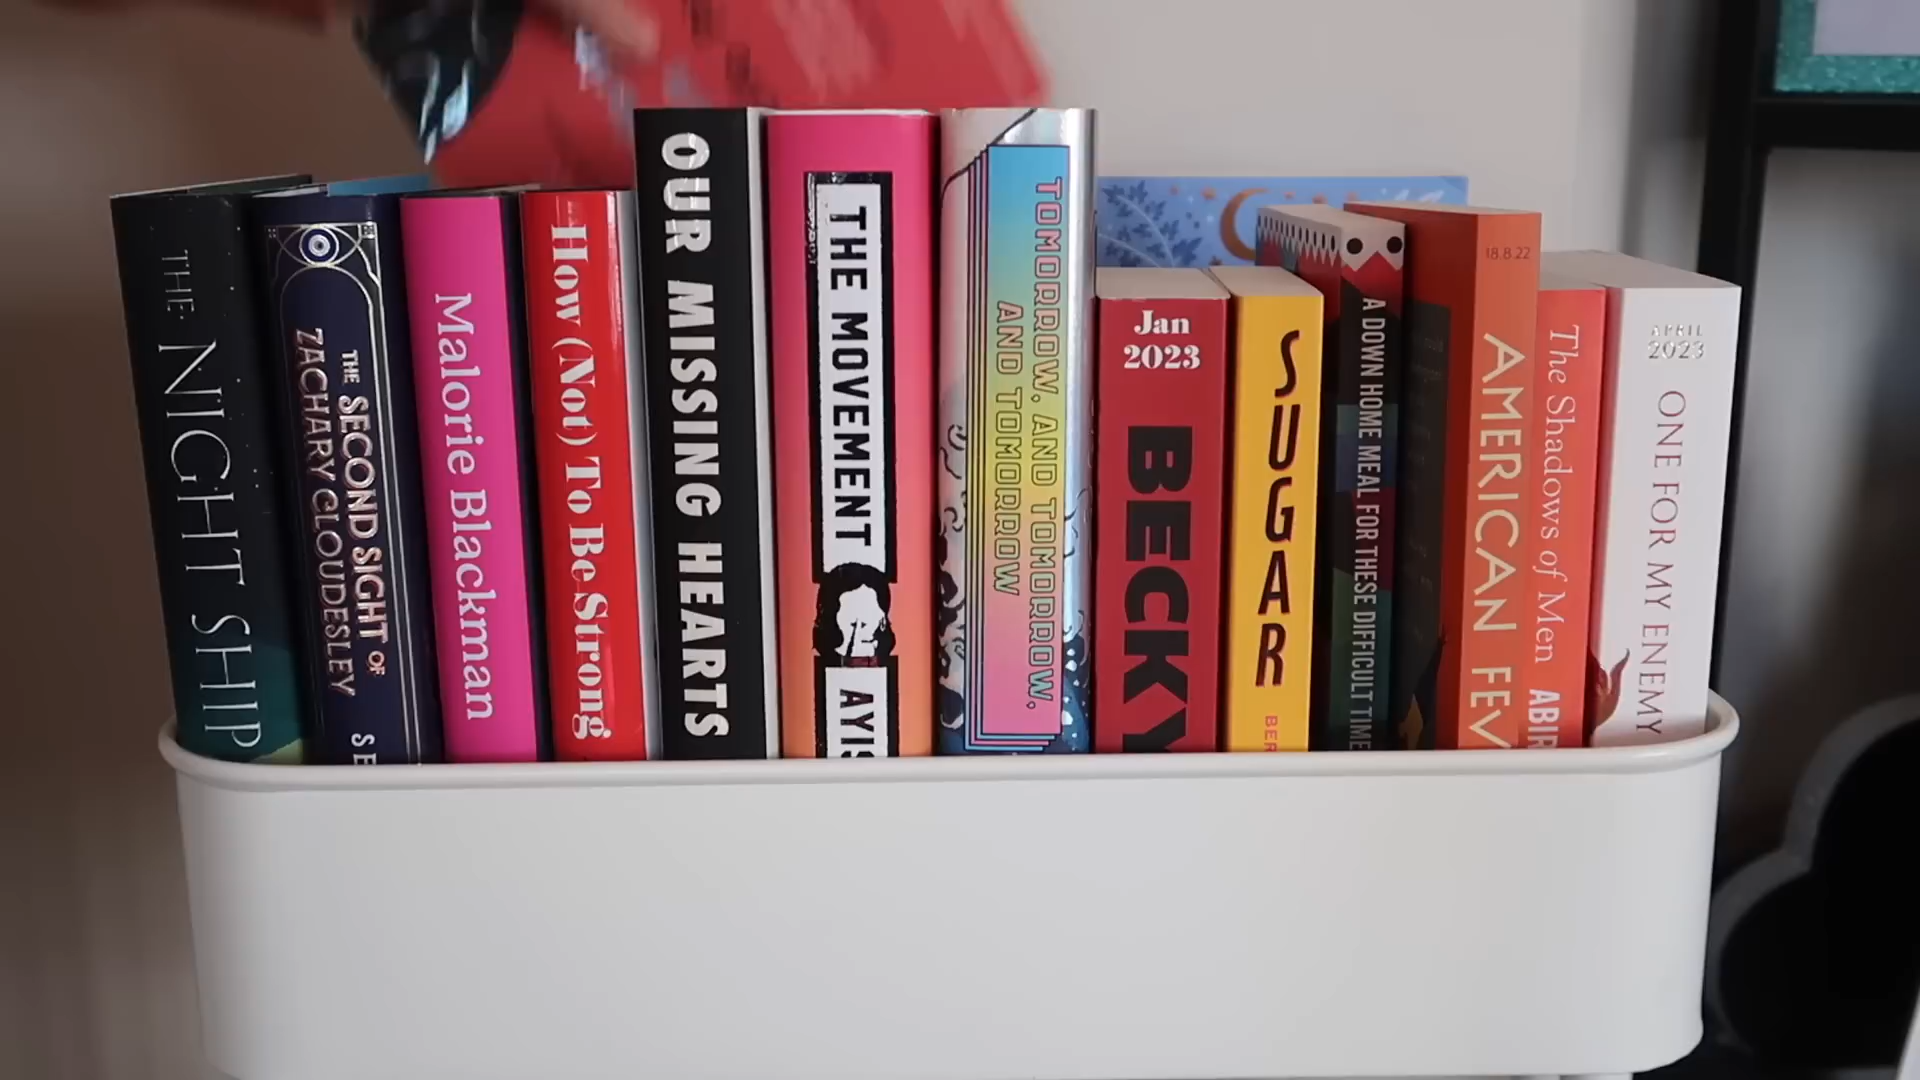 THE NIGHT SHIP
THE SECOND SIGHT OF
ZACHARY CLOUDESLEY
SE
Malorie Blackman
How (Not) To Be Strong
OUR MISSING HEARTS
THE MOVEMENT
AYIS
TOMORROW, AND TOMORROW,
AND TOMORROW
Jan
2023
BECKY
SUGAR
BER
A DOWN HOME MEAL FOR THESE DIFFICULT TIME
18.8.22
AMERICAN FEV
The Shadows of Men ABIR
APRIL
2023
ONE FOR MY ENEMY